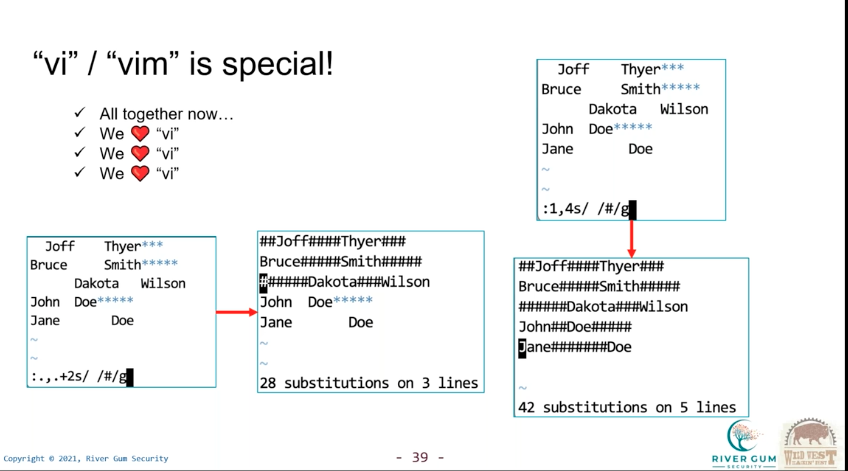 “vi” / “vim” is special!
✓ All together now…
✓ We ❤ “vi”
✓ We ❤ “vi”
✓ We ❤ “vi”
  Joff    Thyer***
Bruce     Smith*****
      Dakota   Wilson
John  Doe*****
Jane       Doe
~
~
:1,4s/ /#/g
  Joff    Thyer***
Bruce     Smith*****
      Dakota   Wilson
John  Doe*****
Jane       Doe
~
~
:.,.+2s/ /#/g
##Joff####Thyer###
Bruce#####Smith#####
######Dakota###Wilson
John  Doe*****
Jane       Doe
~
~
28 substitutions on 3 lines
##Joff####Thyer###
Bruce#####Smith#####
######Dakota###Wilson
John##Doe#####
Jane#######Doe
~
42 substitutions on 5 lines
Copyright © 2021, River Gum Security
- 39 -
RIVER GUM
SECURITY
WILD WEST
HACKIN' FEST